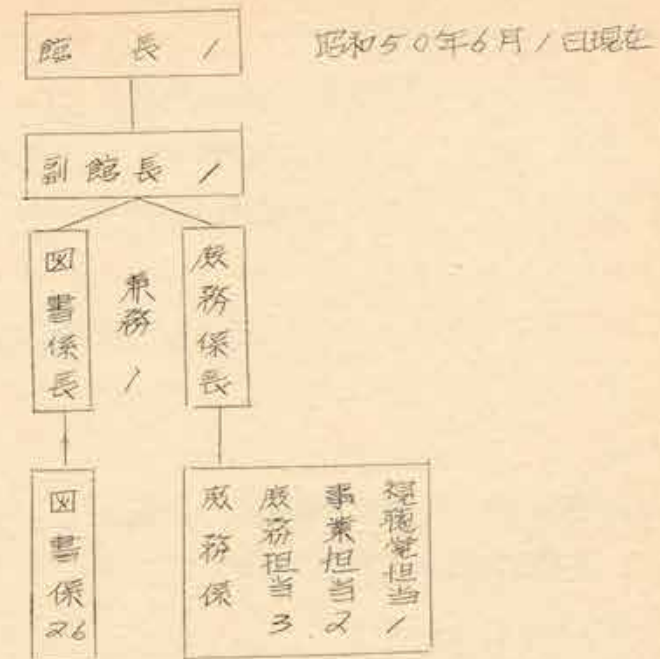 館長 1
昭和50年6月1日現在
副館長 1
図書係長
兼務 1
庶務係長
図書係 26
庶務係
庶務担当 3
事業担当 2
視聴覚担当 1